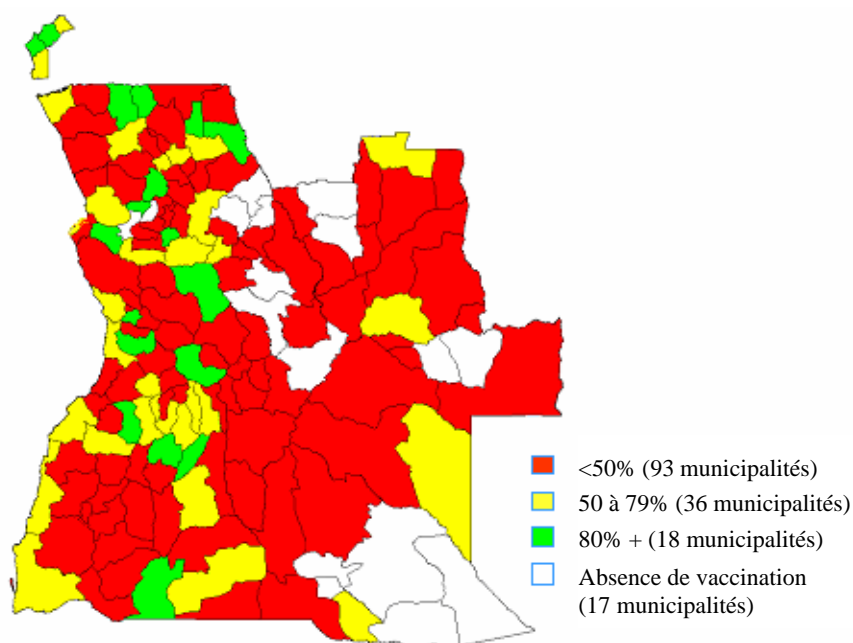 <50% (93 municipalités)
50 à 79% (36 municipalités)
80% + (18 municipalités)
Absence de vaccination
(17 municipalités)